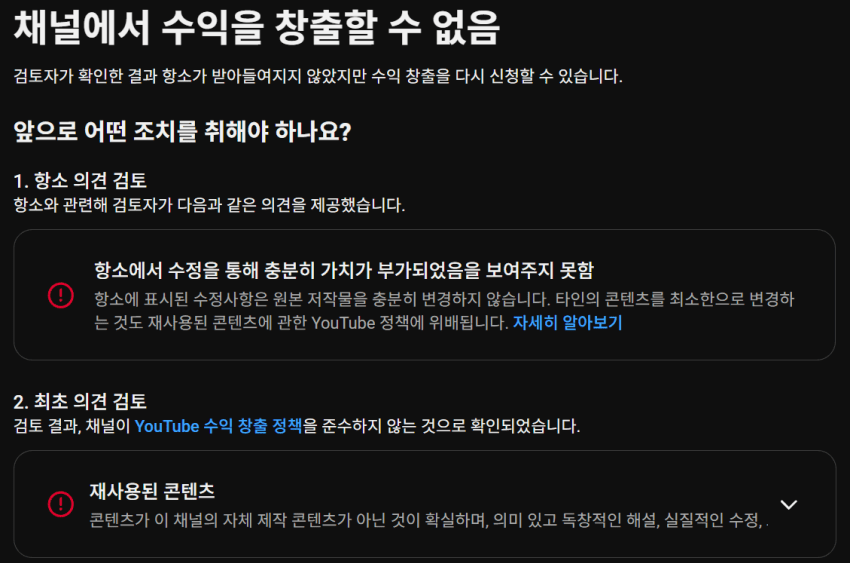 채널에서 수익을 창출할 수 없음
검토자가 확인한 결과 항소가 받아들여지지 않았지만 수익 창출을 다시 신청할 수 있습니다.
앞으로 어떤 조치를 취해야 하나요?
1. 항소 의견 검토
항소와 관련해 검토자가 다음과 같은 의견을 제공했습니다.
항소에서 수정을 통해 충분히 가치가 부가되었음을 보여주지 못함
항소에 표시된 수정사항은 원본 저작물을 충분히 변경하지 않습니다. 타인의 콘텐츠를 최소한으로 변경하
는 것도 재사용된 콘텐츠에 관한 YouTube 정책에 위배됩니다. 자세히 알아보기
2. 최초 의견 검토
검토 결과, 채널이 YouTube 수익 창출 정책을 준수하지 않는 것으로 확인되었습니다.
재사용된 콘텐츠
콘텐츠가 이 채널의 자체 제작 콘텐츠가 아닌 것이 확실하며, 의미 있고 독창적인 해설, 실질적인 수정, .